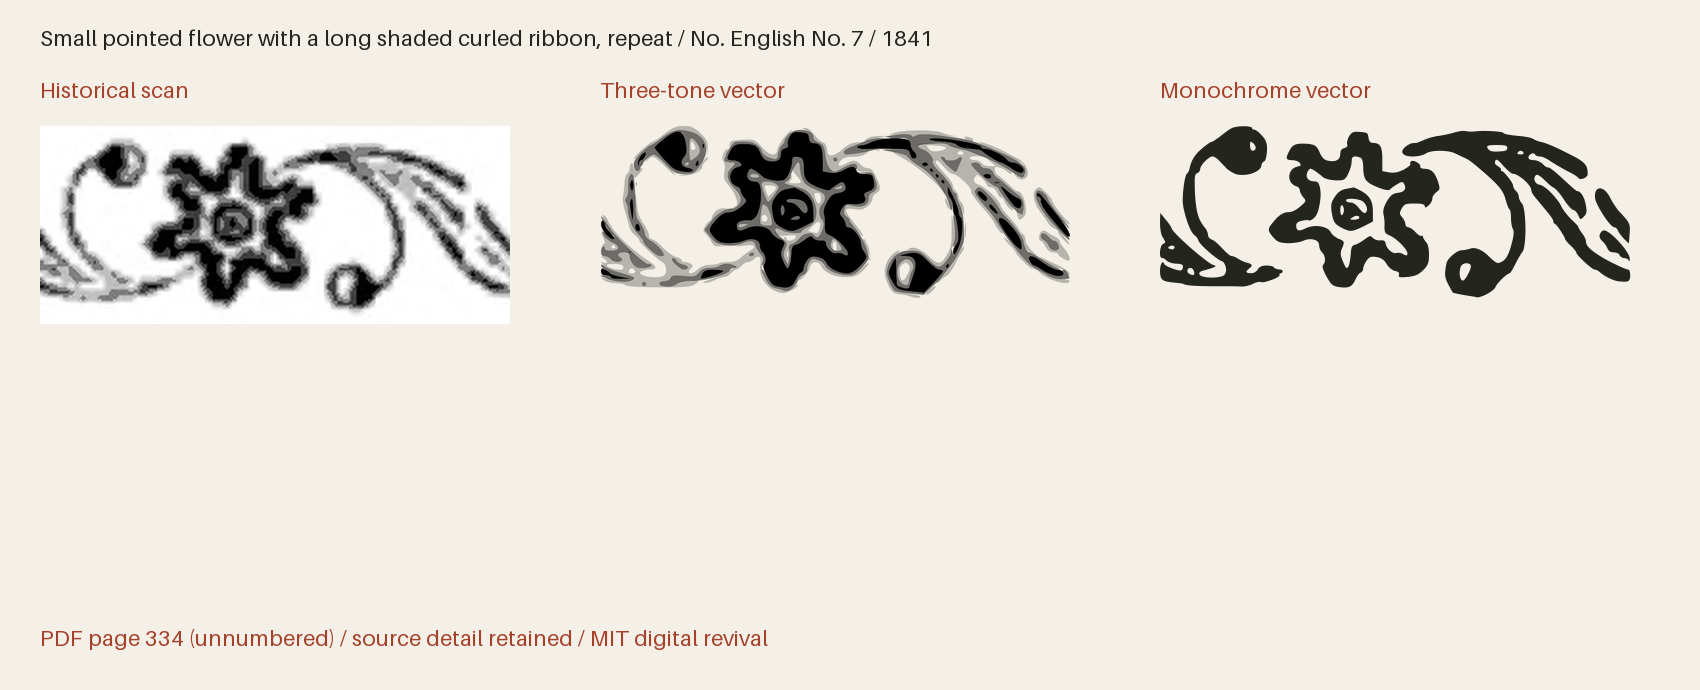 Small pointed flower with a long shaded curled ribbon, repeat / No. English No. 7 / 1841
Historical scan
Three-tone vector
Monochrome vector
PDF page 334 (unnumbered) / source detail retained / MIT digital revival